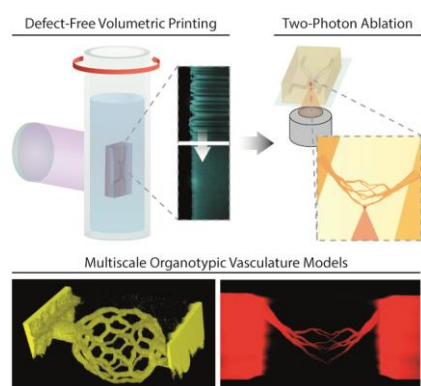 Defect-Free Volumetric Printing
Two-Photon Ablation
Multiscale Organotypic Vasculature Models